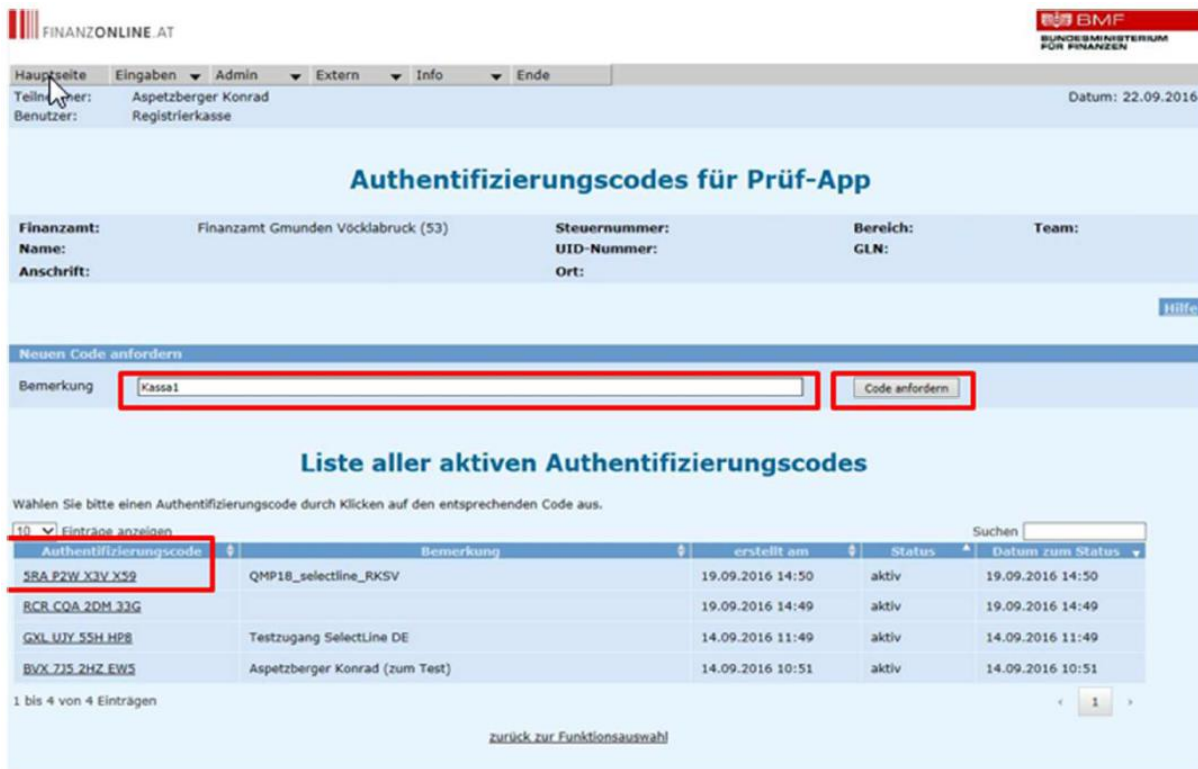 FINANZONLINE.AT
BMF
BUNDESMINISTERIUM
FÜR FINANZEN
Hauptseite Eingaben Admin Extern Info Ende
Teilnehmer: Aspetzberger Konrad Datum: 22.09.2016
Benutzer: Registrierkasse
Authentifizierungscodes für Prüf-App
Finanzamt: Finanzamt Gmunden Vöcklabruck (53) Steuernummer: Bereich: Team:
Name: UID-Nummer: GLN:
Anschrift: Ort:
Hilfe
Neuen Code anfordern
Bemerkung Kassa1 Code anfordern
Liste aller aktiven Authentifizierungscodes
Wählen Sie bitte einen Authentifizierungscode durch Klicken auf den entsprechenden Code aus.
10 Einträge anzeigen Suchen
Authentifizierungscode Bemerkung erstellt am Status Datum zum Status
5RA P2W X3V X59 QMP18_selectline_RKSV 19.09.2016 14:50 aktiv 19.09.2016 14:50
RCR CQA 2DM 33G 19.09.2016 14:49 aktiv 19.09.2016 14:49
GXL UJY 55H HP8 Testzugang SelectLine DE 14.09.2016 11:49 aktiv 14.09.2016 11:49
BVX 7J5 2HZ EW5 Aspetzberger Konrad (zum Test) 14.09.2016 10:51 aktiv 14.09.2016 10:51
1 bis 4 von 4 Einträgen 1
zurück zur Funktionsauswahl